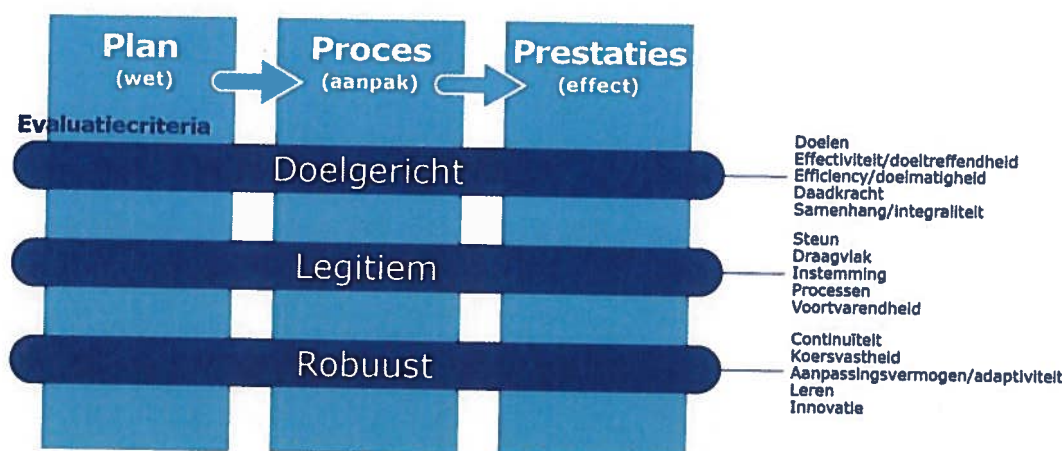 Plan
(wet)
Proces
(aanpak)
Prestaties
(effect)
Evaluatiecriteria
Doelgericht
Doelen
Effectiviteit/doeltreffendheid
Efficiency/doelmatigheid
Daadkracht
Samenhang/integraliteit
Legitiem
Steun
Draagvlak
Instemming
Processen
Voortvarendheid
Robuust
Continuïteit
Koersvastheid
Aanpassingsvermogen/adaptiviteit
Leren
Innovatie